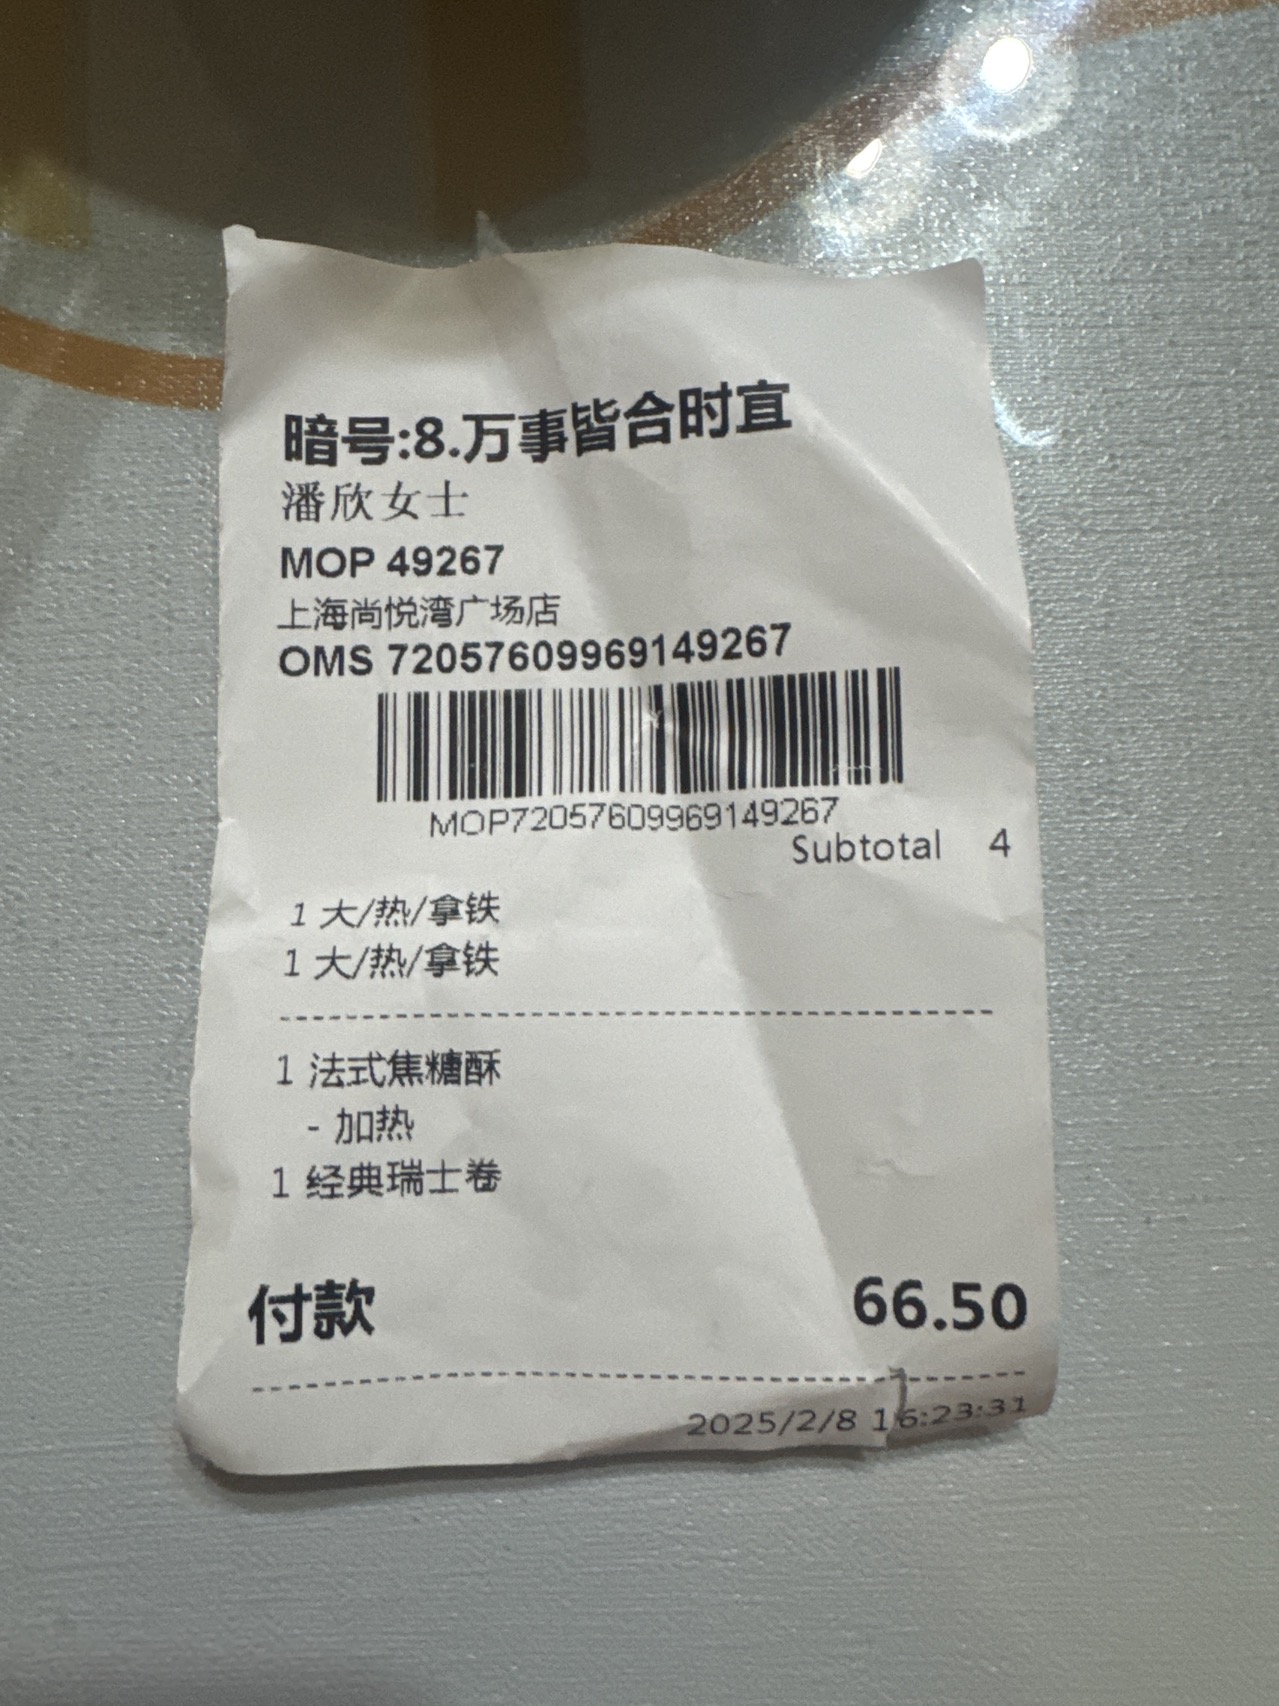 暗号:8.万事皆合时宜
潘欣女士
MOP 49267
上海尚悦湾广场店
OMS 72057609969149267
MOP72057609969149267
Subtotal 4
1 大/热/拿铁
1 大/热/拿铁
1 法式焦糖酥
- 加热
1 经典瑞士卷
付款 66.50
2025/2/8 16:23:31